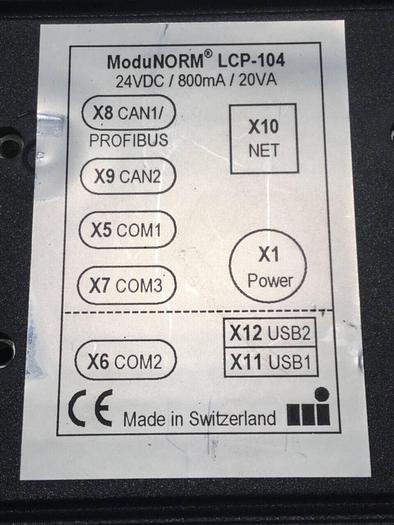 ModuNORM® LCP-104
24VDC / 800mA / 20VA
X8 CAN1/
PROFIBUS
X10
NET
X9 CAN2
X5 COM1
X1
Power
X7 COM3
X12 USB2
X6 COM2
X11 USB1
CE Made in Switzerland